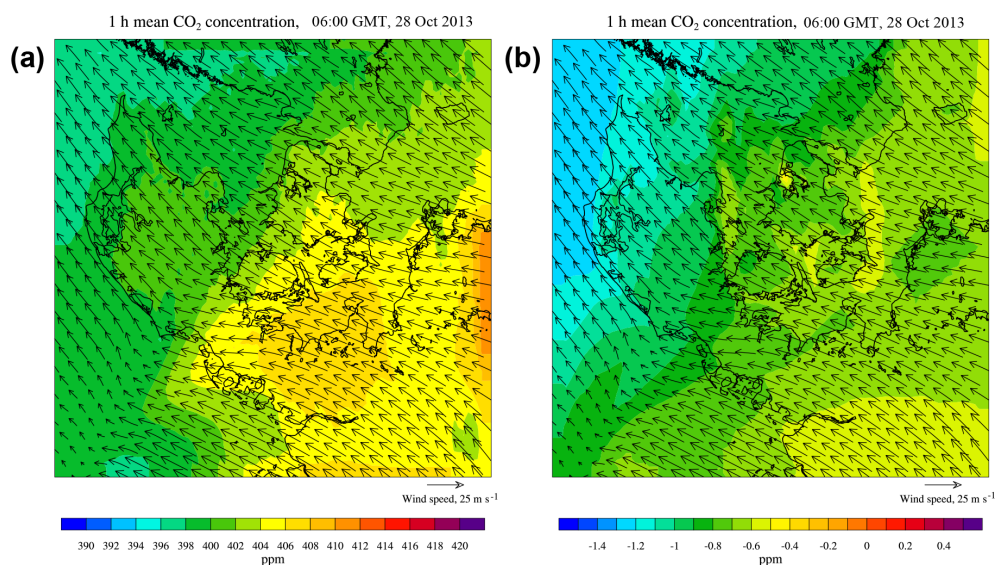 1 h mean CO2 concentration, 06:00 GMT, 28 Oct 2013
(a)
Wind speed, 25 m s-1
390 392 394 396 398 400 402 404 406 408 410 412 414 416 418 420
ppm
1 h mean CO2 concentration, 06:00 GMT, 28 Oct 2013
(b)
Wind speed, 25 m s-1
-1.4 -1.2 -1 -0.8 -0.6 -0.4 -0.2 0 0.2 0.4
ppm